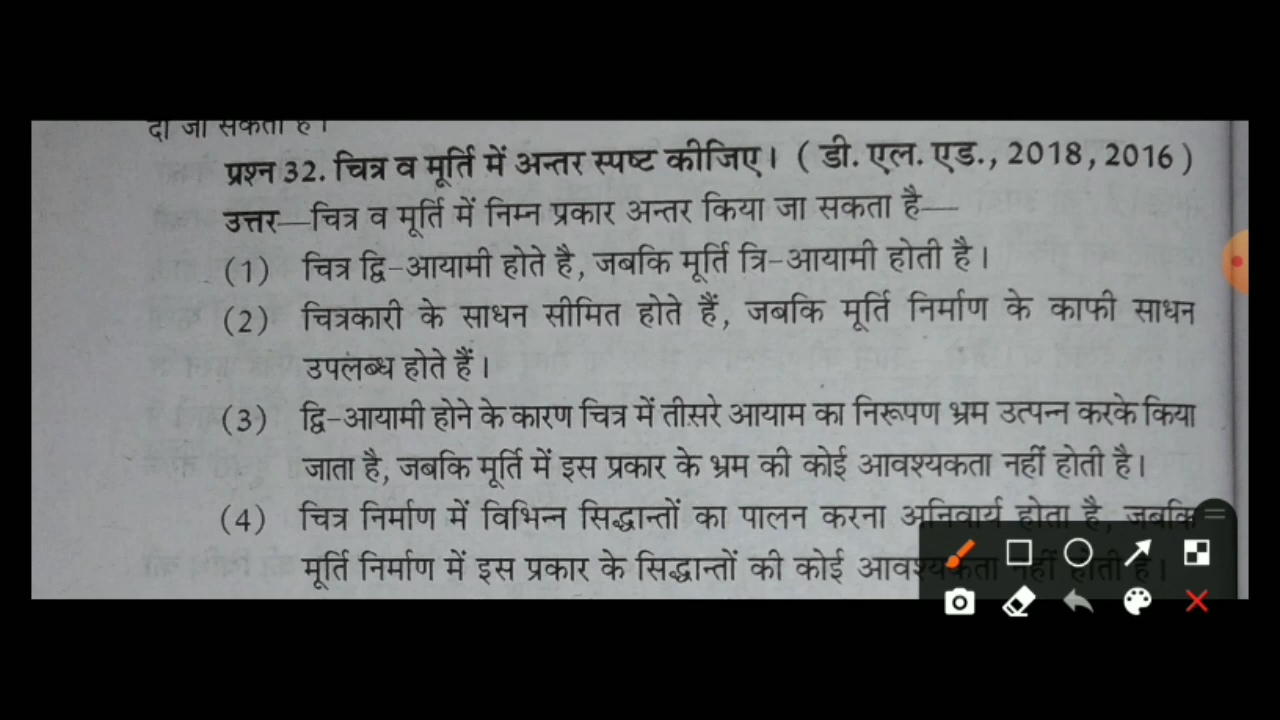 दी जा सकती है।
प्रश्न 32. चित्र व मूर्ति में अन्तर स्पष्ट कीजिए। ( डी. एल. एड., 2018, 2016 )
उत्तर—चित्र व मूर्ति में निम्न प्रकार अन्तर किया जा सकता है—
(1) चित्र द्वि-आयामी होते है, जबकि मूर्ति त्रि-आयामी होती है।
(2) चित्रकारी के साधन सीमित होते हैं, जबकि मूर्ति निर्माण के काफी साधन
उपलब्ध होते हैं।
(3) द्वि-आयामी होने के कारण चित्र में तीसरे आयाम का निरूपण भ्रम उत्पन्न करके किया
जाता है, जबकि मूर्ति में इस प्रकार के भ्रम की कोई आवश्यकता नहीं होती है।
(4) चित्र निर्माण में विभिन्न सिद्धान्तों का पालन करना अनिवार्य होता है, जबकि
मूर्ति निर्माण में इस प्रकार के सिद्धान्तों की कोई आवश्यकता नहीं होती है।